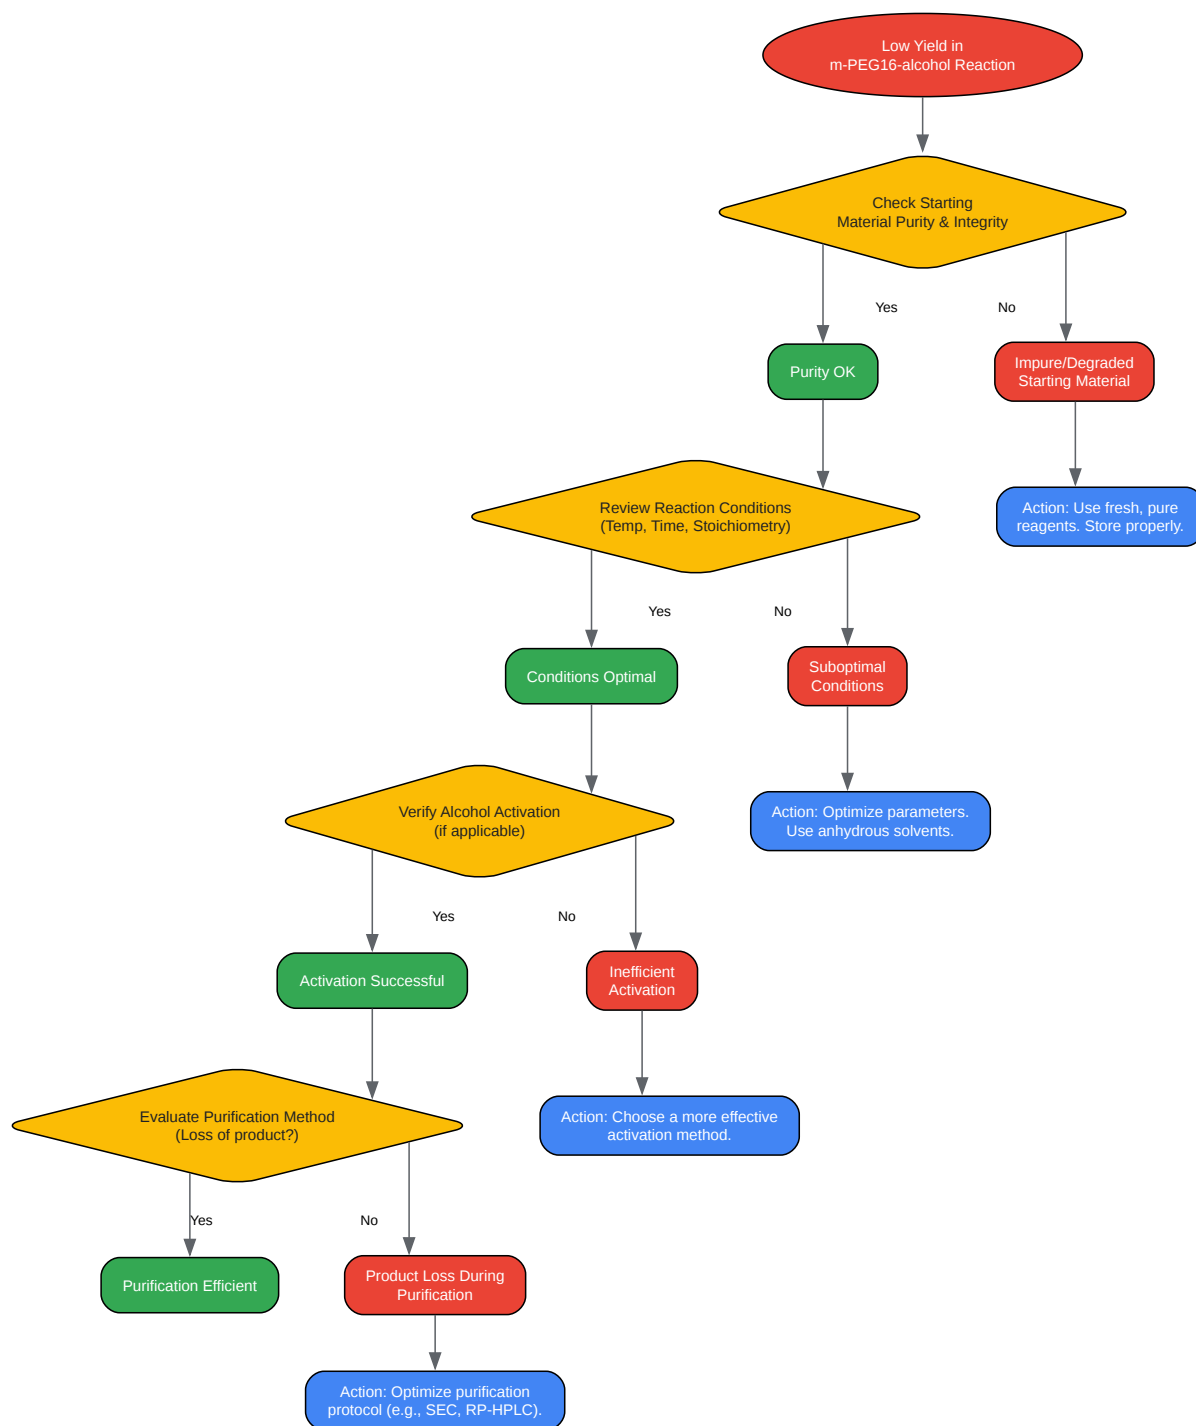 Low Yield in
m-PEG16-alcohol Reaction
Check Starting
Material Purity & Integrity
Yes
No
Purity OK
Impure/Degraded
Starting Material
Review Reaction Conditions
(Temp, Time, Stoichiometry)
Action: Use fresh, pure
reagents. Store properly.
Yes
No
Conditions Optimal
Suboptimal
Conditions
Verify Alcohol Activation
(if applicable)
Action: Optimize parameters.
Use anhydrous solvents.
Yes
No
Activation Successful
Inefficient
Activation
Evaluate Purification Method
(Loss of product?)
Action: Choose a more effective
activation method.
Yes
No
Purification Efficient
Product Loss During
Purification
Action: Optimize purification
protocol (e.g., SEC, RP-HPLC).